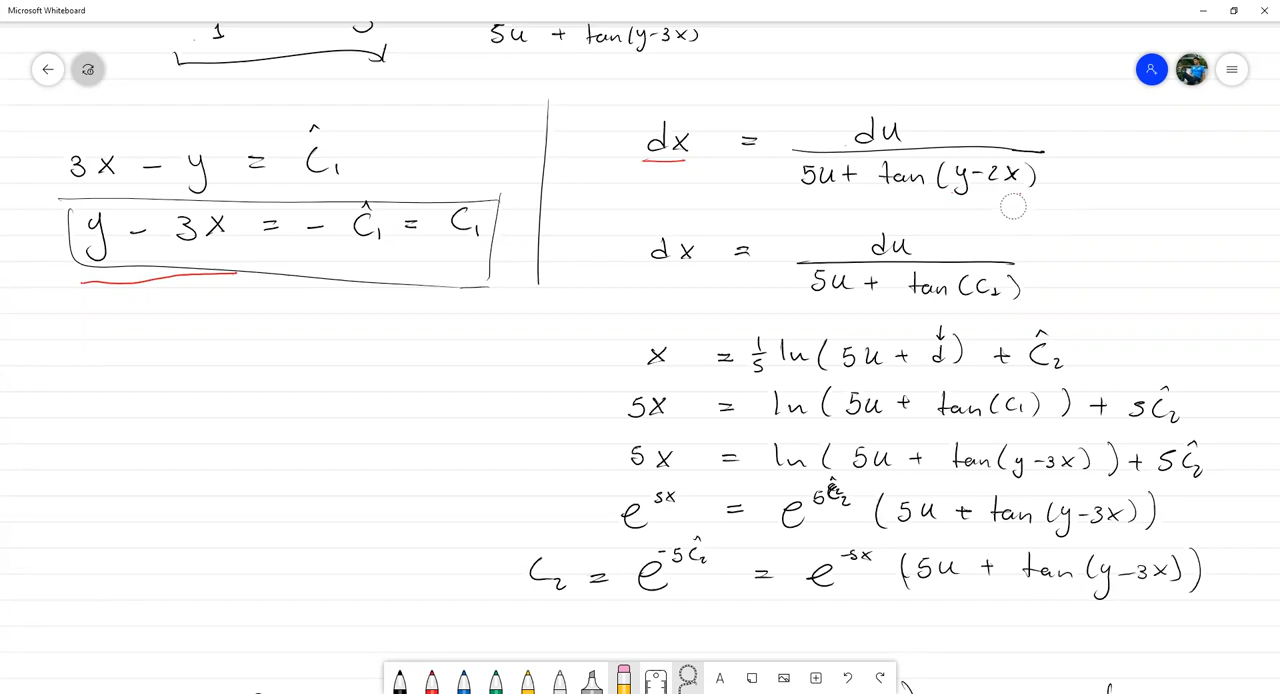 Microsoft Whiteboard
1
5u + tan(y-3x)
3x - y = Ĉ₁
y - 3x = - Ĉ₁ = C₁
dx = du / 5u + tan(y-2x)
dx = du / 5u + tan(C₁)
x = 1/5 ln(5u + d) + Ĉ₂
5x = ln(5u + tan(C₁)) + 5Ĉ₂
5x = ln(5u + tan(y-3x)) + 5Ĉ₂
e^5x = e^5Ĉ₂ (5u + tan(y-3x))
C₂ = e^-5Ĉ₂ = e^-5x (5u + tan(y-3x))
A